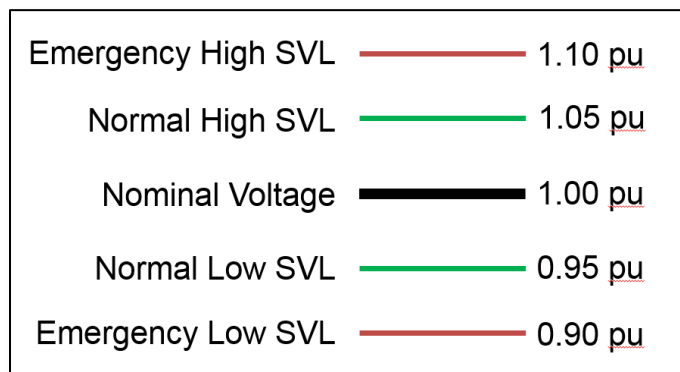 Emergency High SVL 1.10 pu
Normal High SVL 1.05 pu
Nominal Voltage 1.00 pu
Normal Low SVL 0.95 pu
Emergency Low SVL 0.90 pu